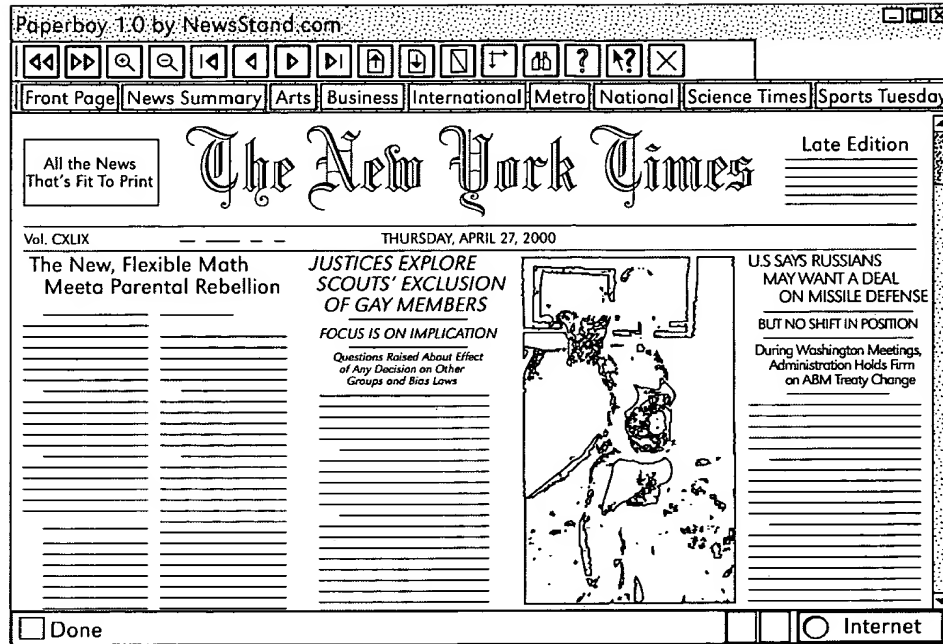 Paperboy 1.0 by NewsStand.com
? ?
Front Page News Summary Arts Business International Metro National Science Times Sports Tuesday
All the News
That's Fit To Print
The New York Times
Late Edition
Vol. CXLIX
THURSDAY, APRIL 27, 2000
The New, Flexible Math
Meeta Parental Rebellion
JUSTICES EXPLORE
SCOUTS' EXCLUSION
OF GAY MEMBERS
FOCUS IS ON IMPLICATION
Questions Raised About Effect
of Any Decision on Other
Groups and Bias Laws
U.S SAYS RUSSIANS
MAY WANT A DEAL
ON MISSILE DEFENSE
BUT NO SHIFT IN POSITION
During Washington Meetings,
Administration Holds Firm
on ABM Treaty Change
Done
Internet